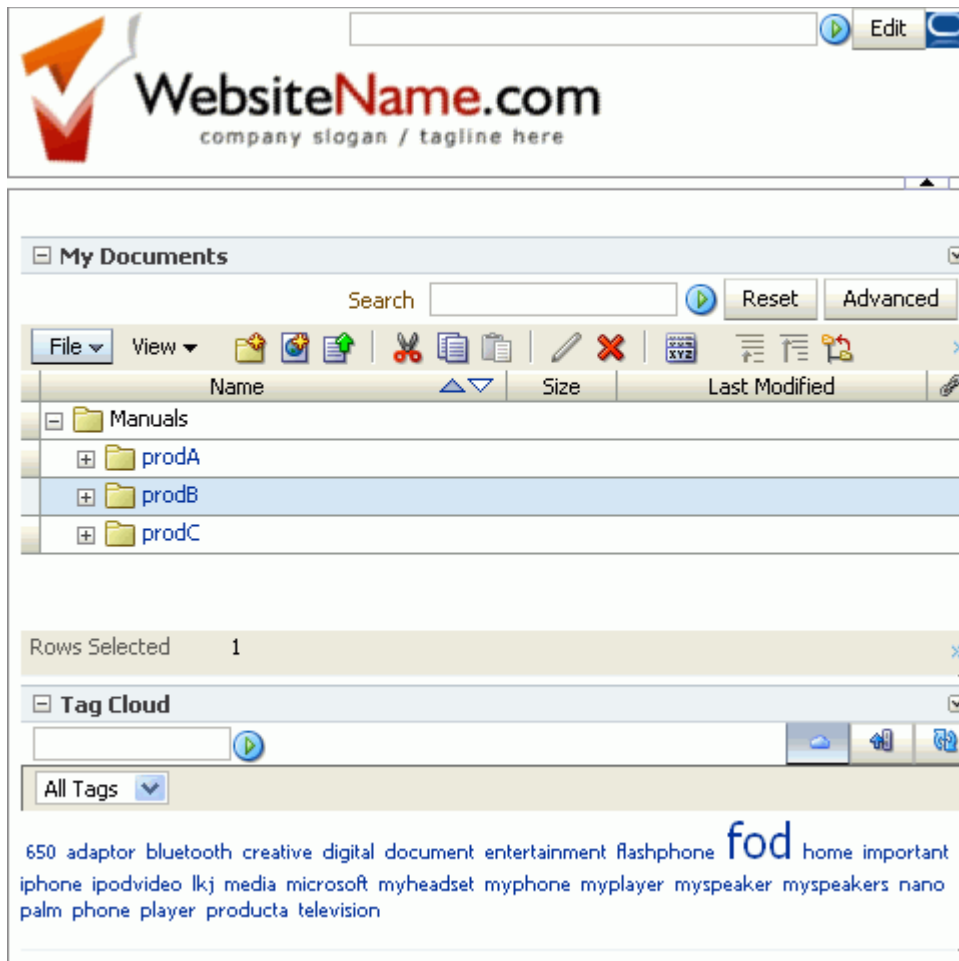 Edit
WebsiteName.com
company slogan / tagline here
My Documents
Search Reset Advanced
File View
Name Size Last Modified
Manuals
prodA
prodB
prodC
Rows Selected 1
Tag Cloud
All Tags
650 adaptor bluetooth creative digital document entertainment flashphone fod home important
iphone ipodvideo lkj media microsoft myheadset myphone myplayer myspeaker myspeakers nano
palm phone player producta television